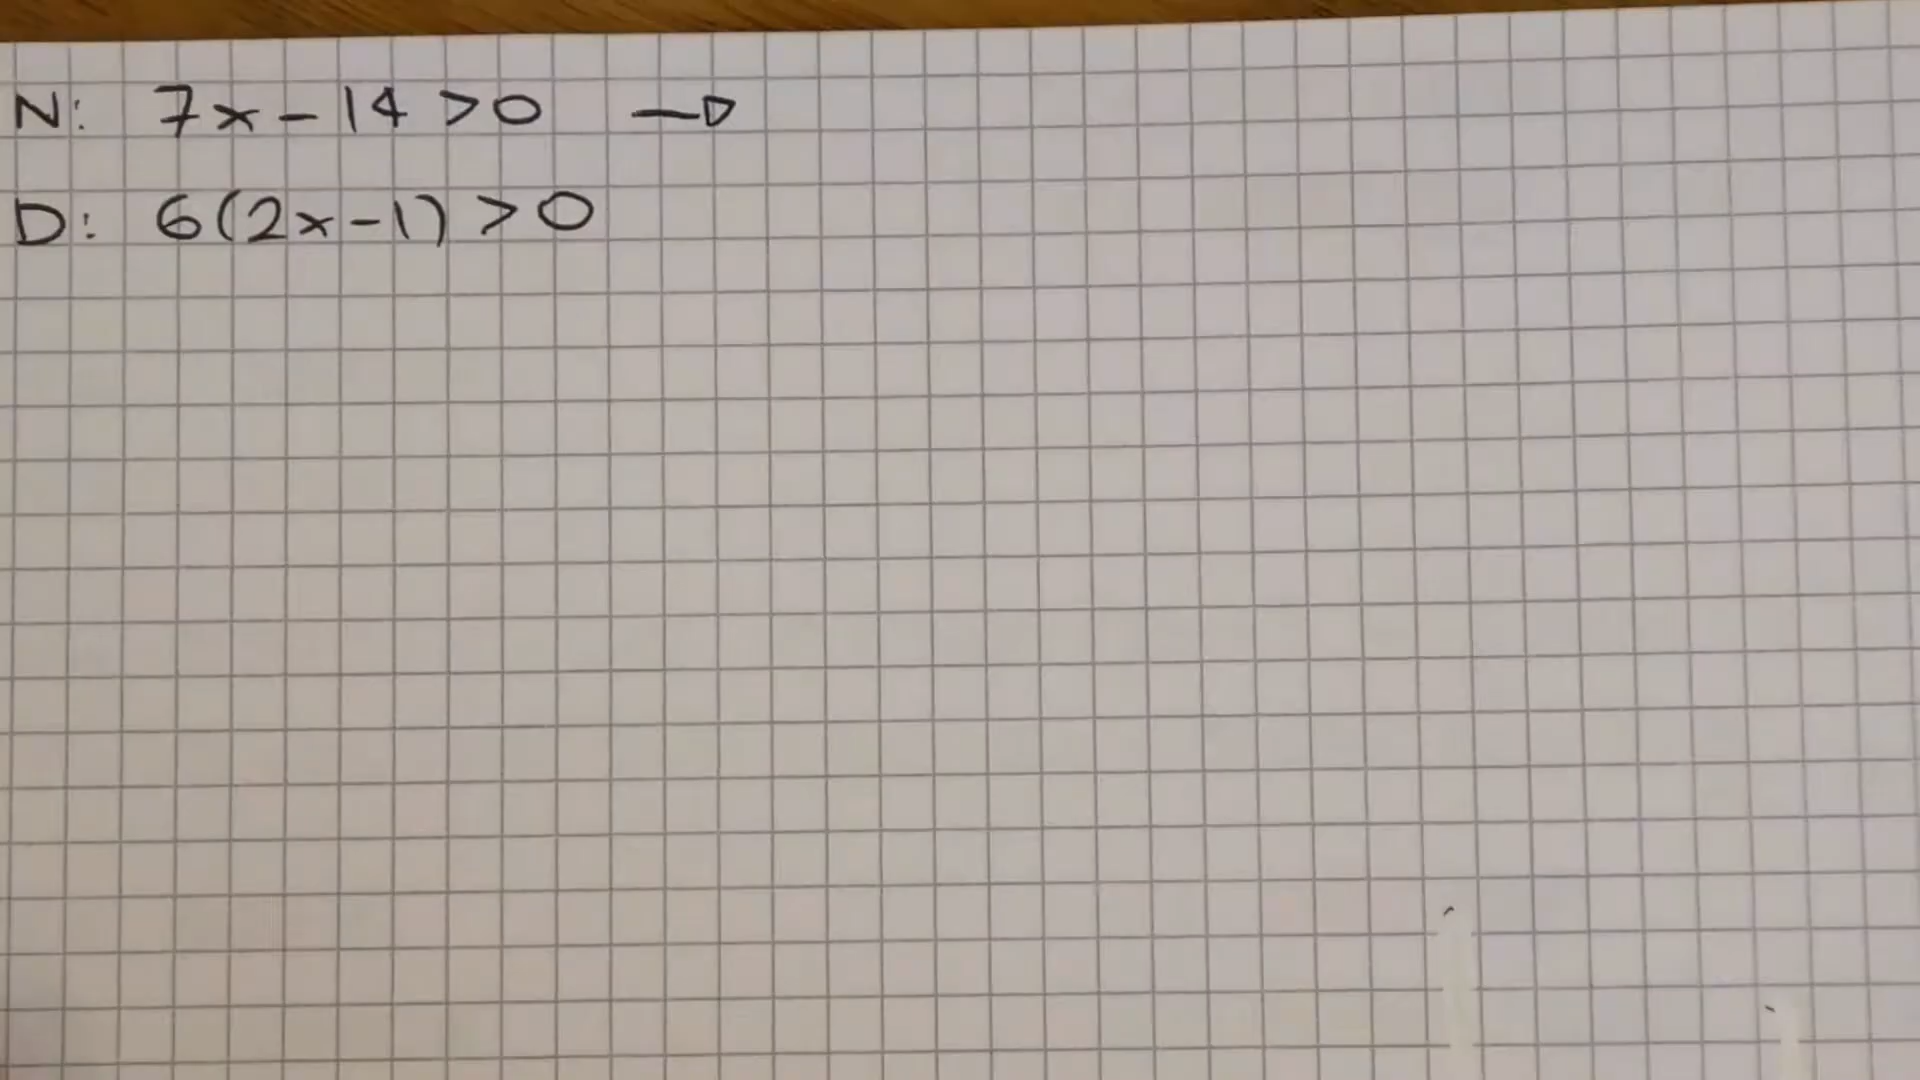 N: 7x - 14 > 0 →
D: 6(2x - 1) > 0